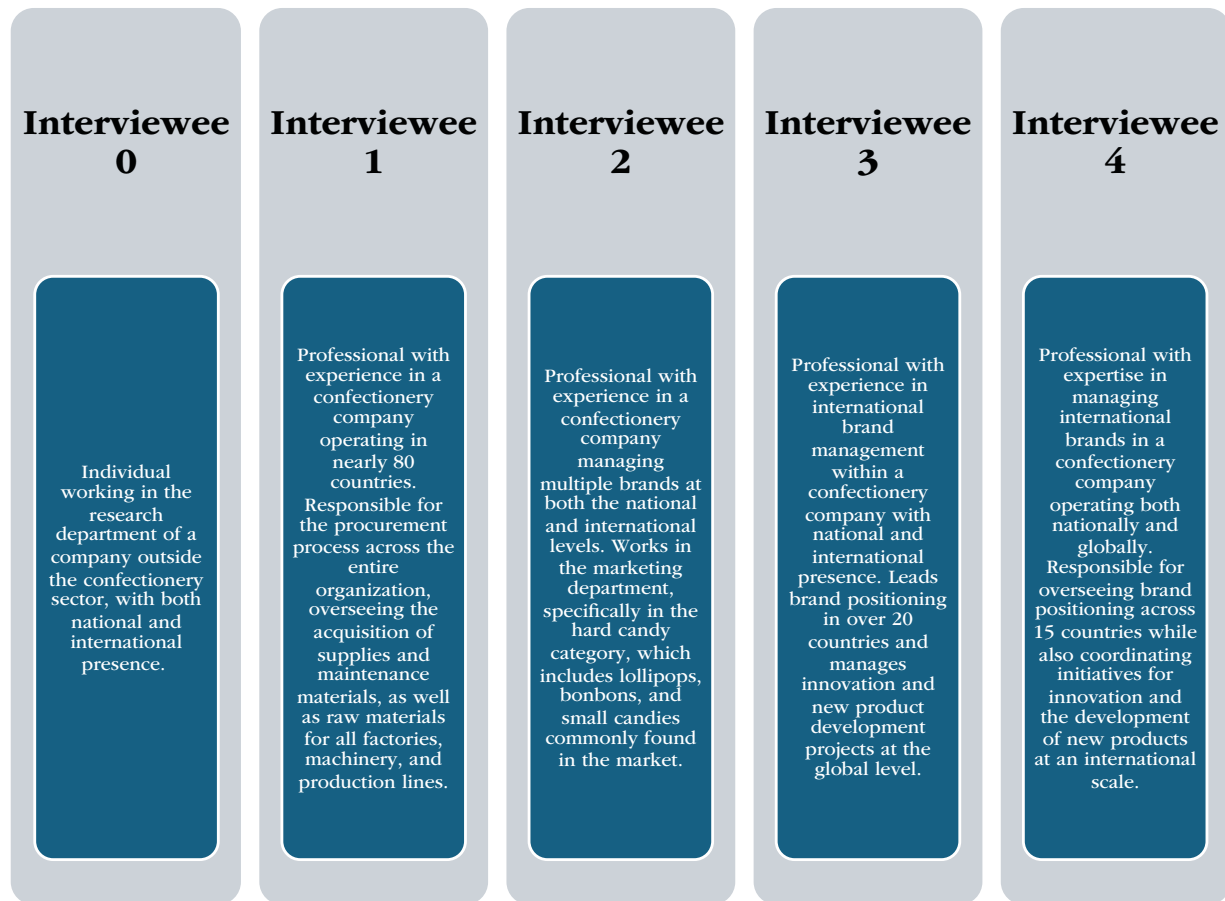 Interviewee
0
Individual
working in the
research
department of a
company outside
the confectionery
sector, with both
national and
international
presence.
Interviewee
1
Professional with
experience in a
confectionery
company
operating in
nearly 80
countries.
Responsible for
the procurement
process across the
entire
organization,
overseeing the
acquisition of
supplies and
maintenance
materials, as well
as raw materials
for all factories,
machinery, and
production lines.
Interviewee
2
Professional with
experience in a
confectionery
company
managing
multiple brands at
both the national
and international
levels. Works in
the marketing
department,
specifically in the
hard candy
category, which
includes lollipops,
bonbons, and
small candies
commonly found
in the market.
Interviewee
3
Professional with
experience in
international
brand
management
within a
confectionery
company with
national and
international
presence. Leads
brand positioning
in over 20
countries and
manages
innovation and
new product
development
projects at the
global level.
Interviewee
4
Professional with
expertise in
managing
international
brands in a
confectionery
company
operating both
nationally and
globally.
Responsible for
overseeing brand
positioning across
15 countries while
also coordinating
initiatives for
innovation and
the development
of new products
at an international
scale.